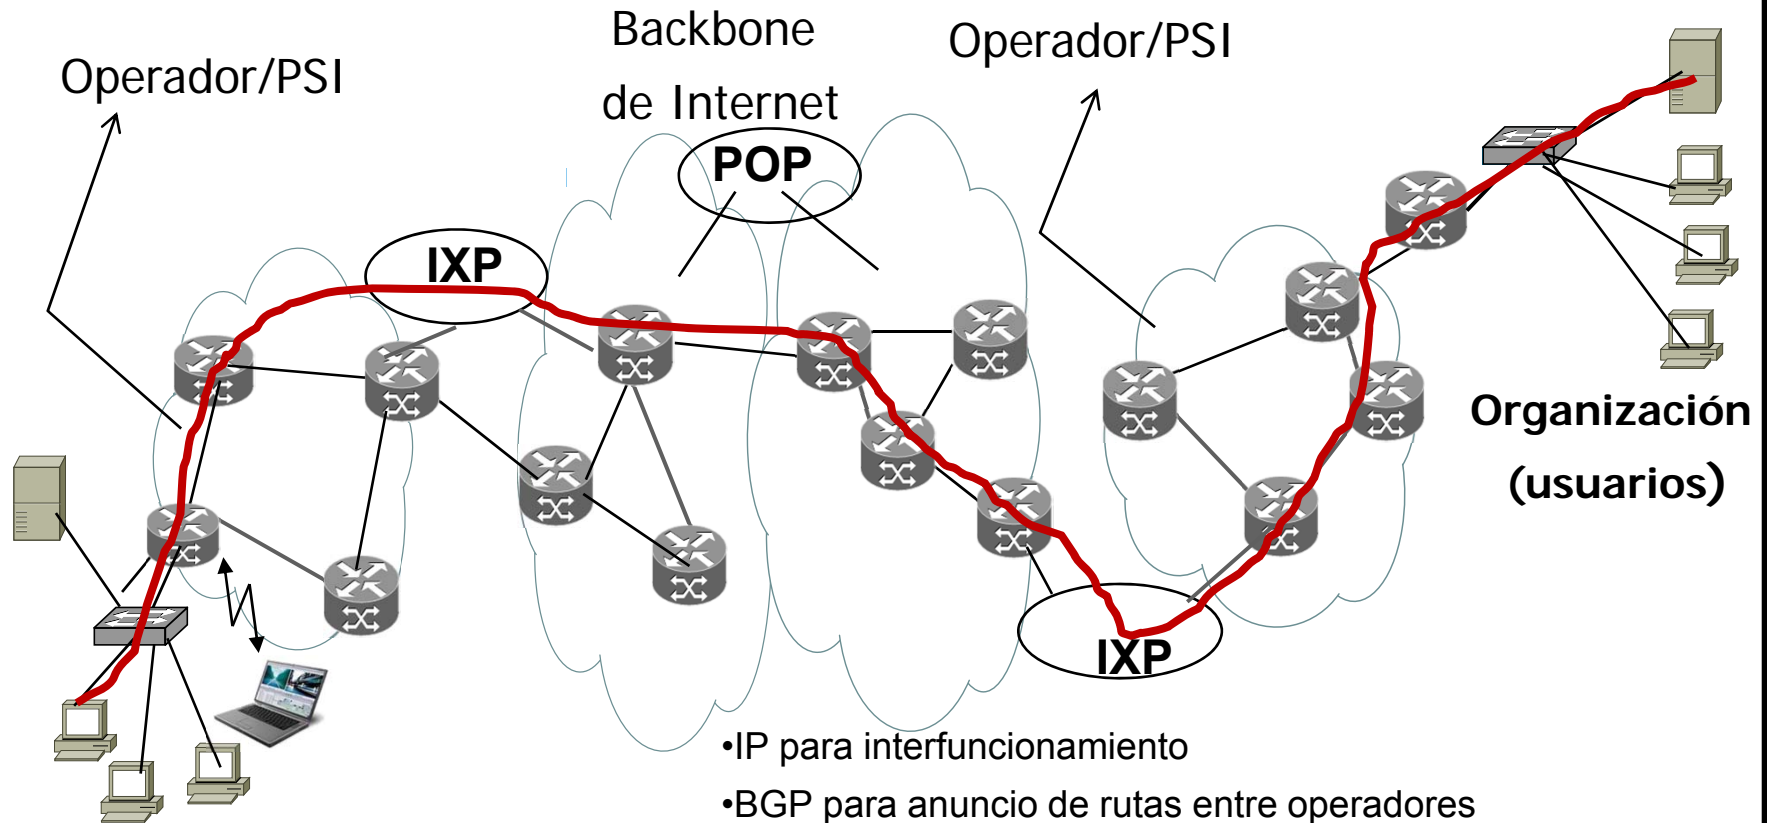 Operador/PSI
Backbone
de Internet
Operador/PSI
POP
IXP
Organización
(usuarios)
IXP
•IP para interfuncionamiento
•BGP para anuncio de rutas entre operadores